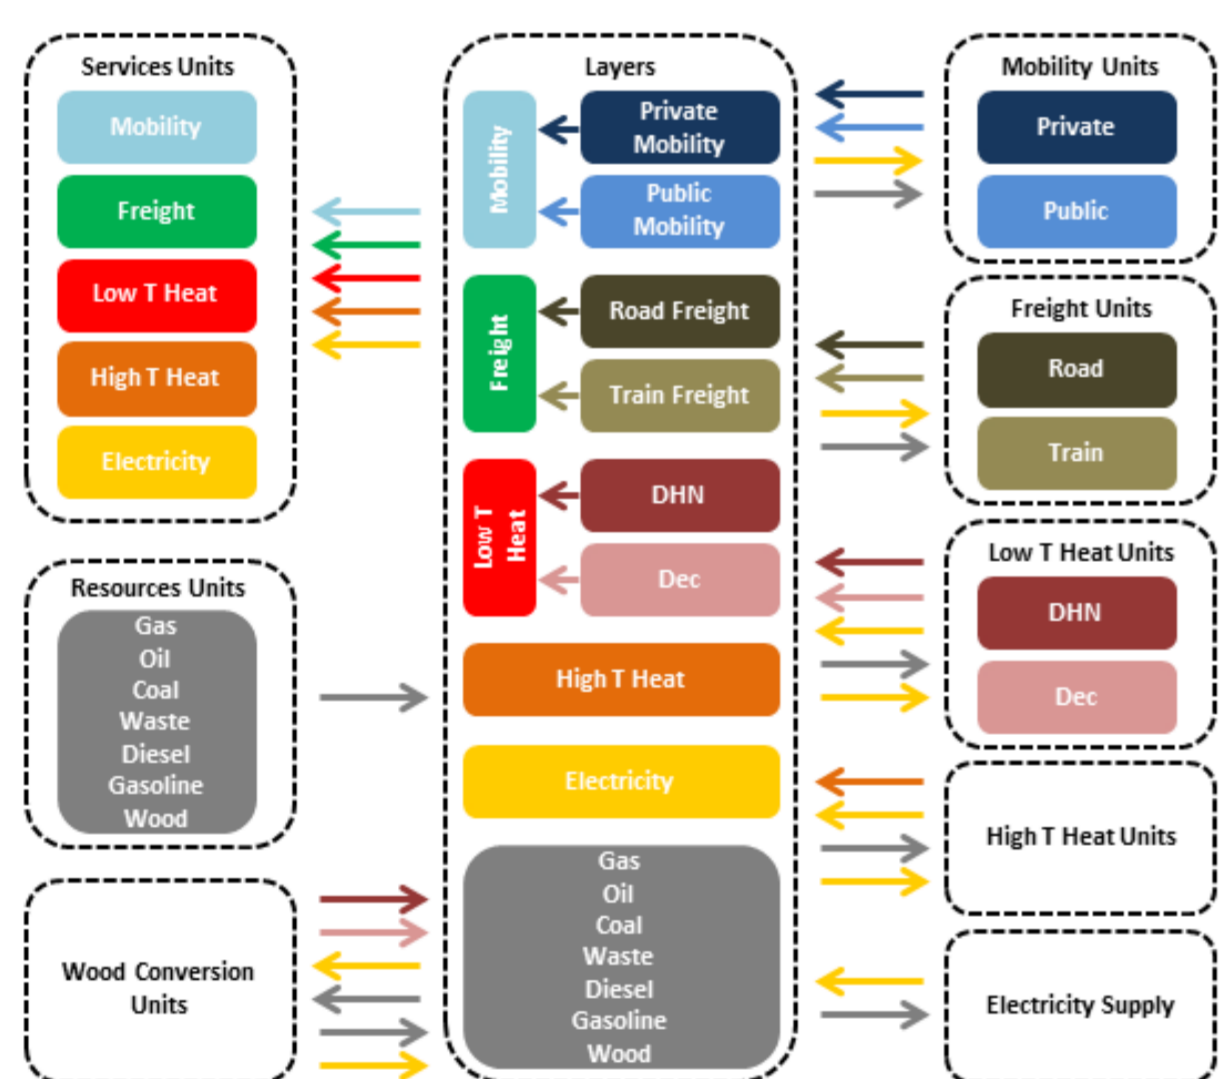 Services Units
Mobility
Freight
Low T Heat
High T Heat
Electricity
Resources Units
Gas
Oil
Coal
Waste
Diesel
Gasoline
Wood
Wood Conversion
Units
Layers
Mobility
Private
Mobility
Public
Mobility
Freight
Road Freight
Train Freight
Low T
Heat
DHN
Dec
High T Heat
Electricity
Gas
Oil
Coal
Waste
Diesel
Gasoline
Wood
Mobility Units
Private
Public
Freight Units
Road
Train
Low T Heat Units
DHN
Dec
High T Heat Units
Electricity Supply